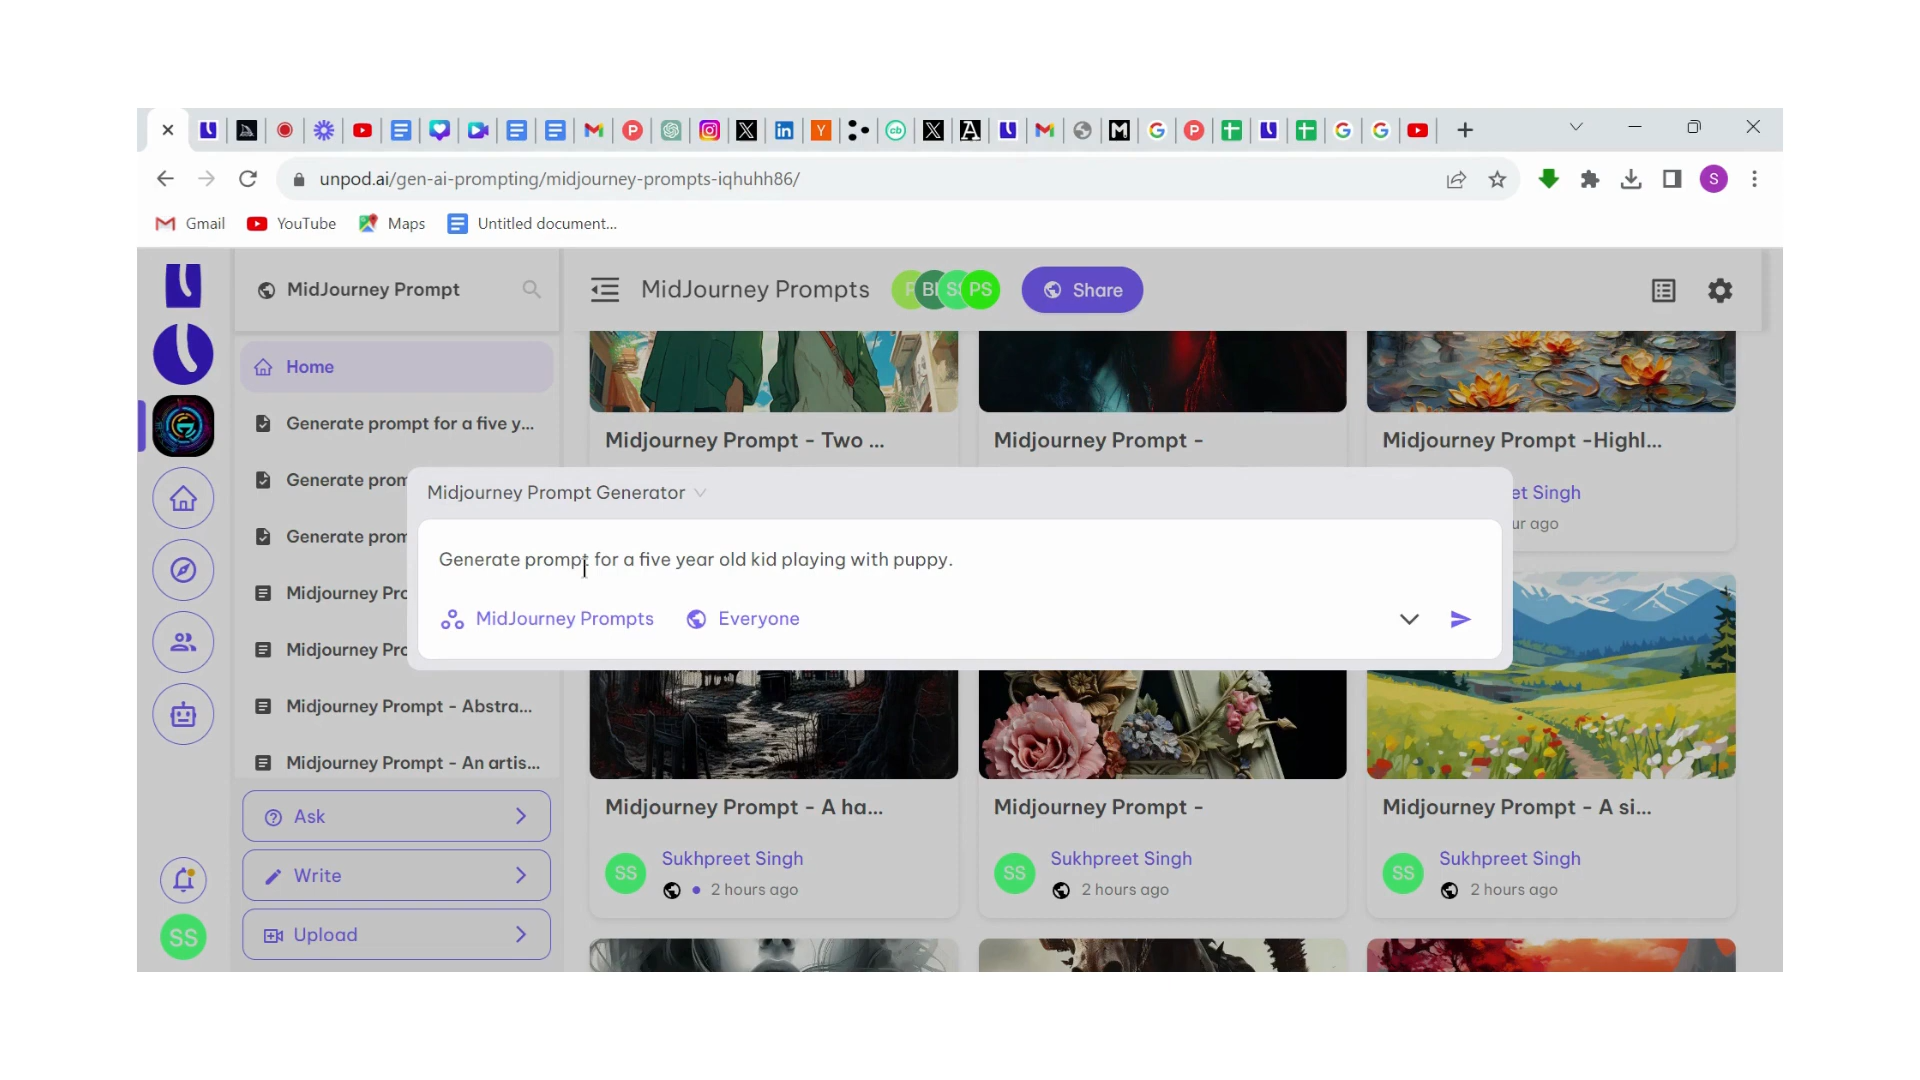 unpod.ai/gen-ai-prompting/midjourney-prompts-iqhuhh86/
S
Gmail
YouTube
Maps
Untitled document...
MidJourney Prompt
MidJourney Prompts
BI
PS
Share
Home
Generate prompt for a five y...
Midjourney Prompt - Two ...
Midjourney Prompt -
Midjourney Prompt -Highl...
Generate prom
Midjourney Prompt Generator
et Singh
ur ago
Generate prom
Generate prompt for a five year old kid playing with puppy.
Midjourney Pro
MidJourney Prompts
Everyone
Midjourney Pro
Midjourney Prompt - Abstra...
Midjourney Prompt - An artis...
Midjourney Prompt - A ha...
Midjourney Prompt -
Midjourney Prompt - A si...
Ask
SS
Sukhpreet Singh
2 hours ago
SS
Sukhpreet Singh
2 hours ago
SS
Sukhpreet Singh
2 hours ago
Write
Upload
SS